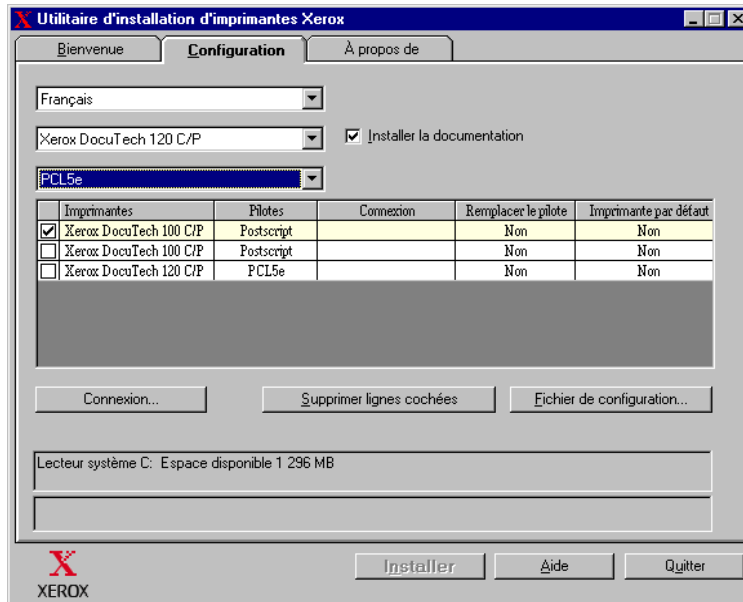 Utilitaire d'installation d'imprimantes Xerox
Bienvenue Configuration À propos de
Français
Xerox DocuTech 120 C/P Installer la documentation
PCL5e
Imprimantes Pilotes Connexion Remplacer le pilote Imprimante par défaut
Xerox DocuTech 100 C/P Postscript Non Non
Xerox DocuTech 100 C/P Postscript Non Non
Xerox DocuTech 120 C/P PCL5e Non Non
Connexion... Supprimer lignes cochées Fichier de configuration...
Lecteur système C: Espace disponible 1 296 MB
X
XEROX
Installer Aide Quitter